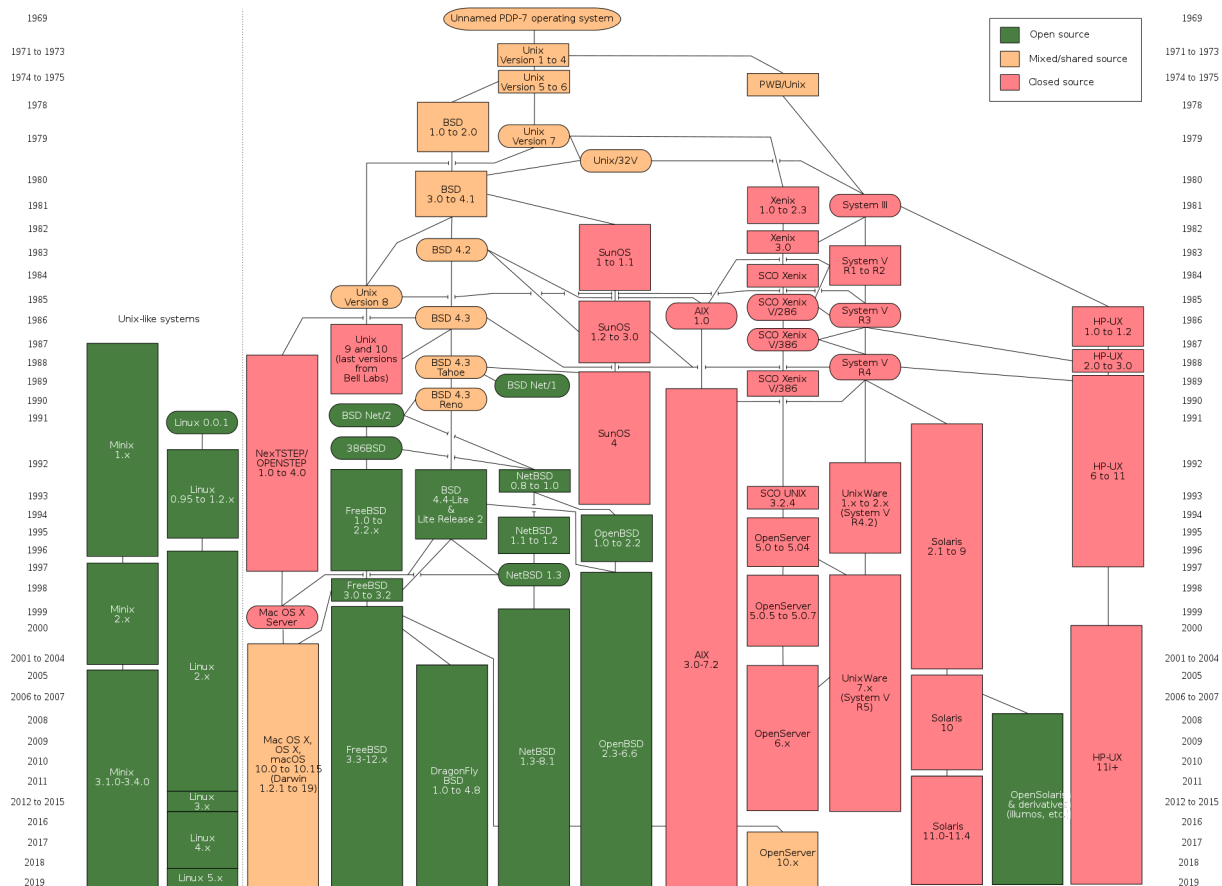 1969
1971 to 1973
1974 to 1975
1978
1979
1980
1981
1982
1983
1984
1985
1986
1987
1988
1989
1990
1991
1992
1993
1994
1995
1996
1997
1998
1999
2000
2001 to 2004
2005
2006 to 2007
2008
2009
2010
2011
2012 to 2015
2016
2017
2018
2019
Unix-like systems
Minix
1.x
Minix
2.x
Minix
3.1.0-3.4.0
Linux 0.0.1
Linux
0.95 to 1.2.x
Linux
2.x
Linux
3.x
Linux
4.x
Linux 5.x
Unnamed PDP-7 operating system
Unix
Version 1 to 4
Unix
Version 5 to 6
PWB/Unix
BSD
1.0 to 2.0
Unix
Version 7
Unix/32V
BSD
3.0 to 4.1
Xenix
1.0 to 2.3
System III
Xenix
3.0
BSD 4.2
SunOS
1 to 1.1
System V
R1 to R2
SCO Xenix
Unix
Version 8
SCO Xenix
V/286
BSD 4.3
AIX
1.0
System V
R3
HP-UX
1.0 to 1.2
SunOS
1.2 to 3.0
SCO Xenix
V/386
Unix
9 and 10
(last versions
from
Bell Labs)
HP-UX
2.0 to 3.0
BSD 4.3
Tahoe
System V
R4
BSD Net/1
SCO Xenix
V/386
BSD 4.3
Reno
BSD Net/2
SunOS
4
386BSD
NexTSTEP/
OPENSTEP
1.0 to 4.0
HP-UX
6 to 11
NetBSD
0.8 to 1.0
BSD
4.4-Lite
&
Lite Release 2
SCO UNIX
3.2.4
UnixWare
1.x to 2.x
(System V
R4.2)
FreeBSD
1.0 to
2.2.x
NetBSD
1.1 to 1.2
OpenBSD
1.0 to 2.2
OpenServer
5.0 to 5.04
Solaris
2.1 to 9
NetBSD 1.3
FreeBSD
3.0 to 3.2
OpenServer
5.0.5 to 5.0.7
Mac OS X
Server
AIX
3.0-7.2
UnixWare
7.x
(System V
R5)
Mac OS X,
OS X,
macOS
10.0 to 10.15
(Darwin
1.2.1 to 19)
FreeBSD
3.3-12.x
DragonFly
BSD
1.0 to 4.8
NetBSD
1.3-8.1
OpenBSD
2.3-6.6
OpenServer
6.x
Solaris
10
OpenSolaris
& derivatives
(illumos, etc.)
HP-UX
11i+
Solaris
11.0-11.4
OpenServer
10.x
Open source
Mixed/shared source
Closed source
1969
1971 to 1973
1974 to 1975
1978
1979
1980
1981
1982
1983
1984
1985
1986
1987
1988
1989
1990
1991
1992
1993
1994
1995
1996
1997
1998
1999
2000
2001 to 2004
2005
2006 to 2007
2008
2009
2010
2011
2012 to 2015
2016
2017
2018
2019